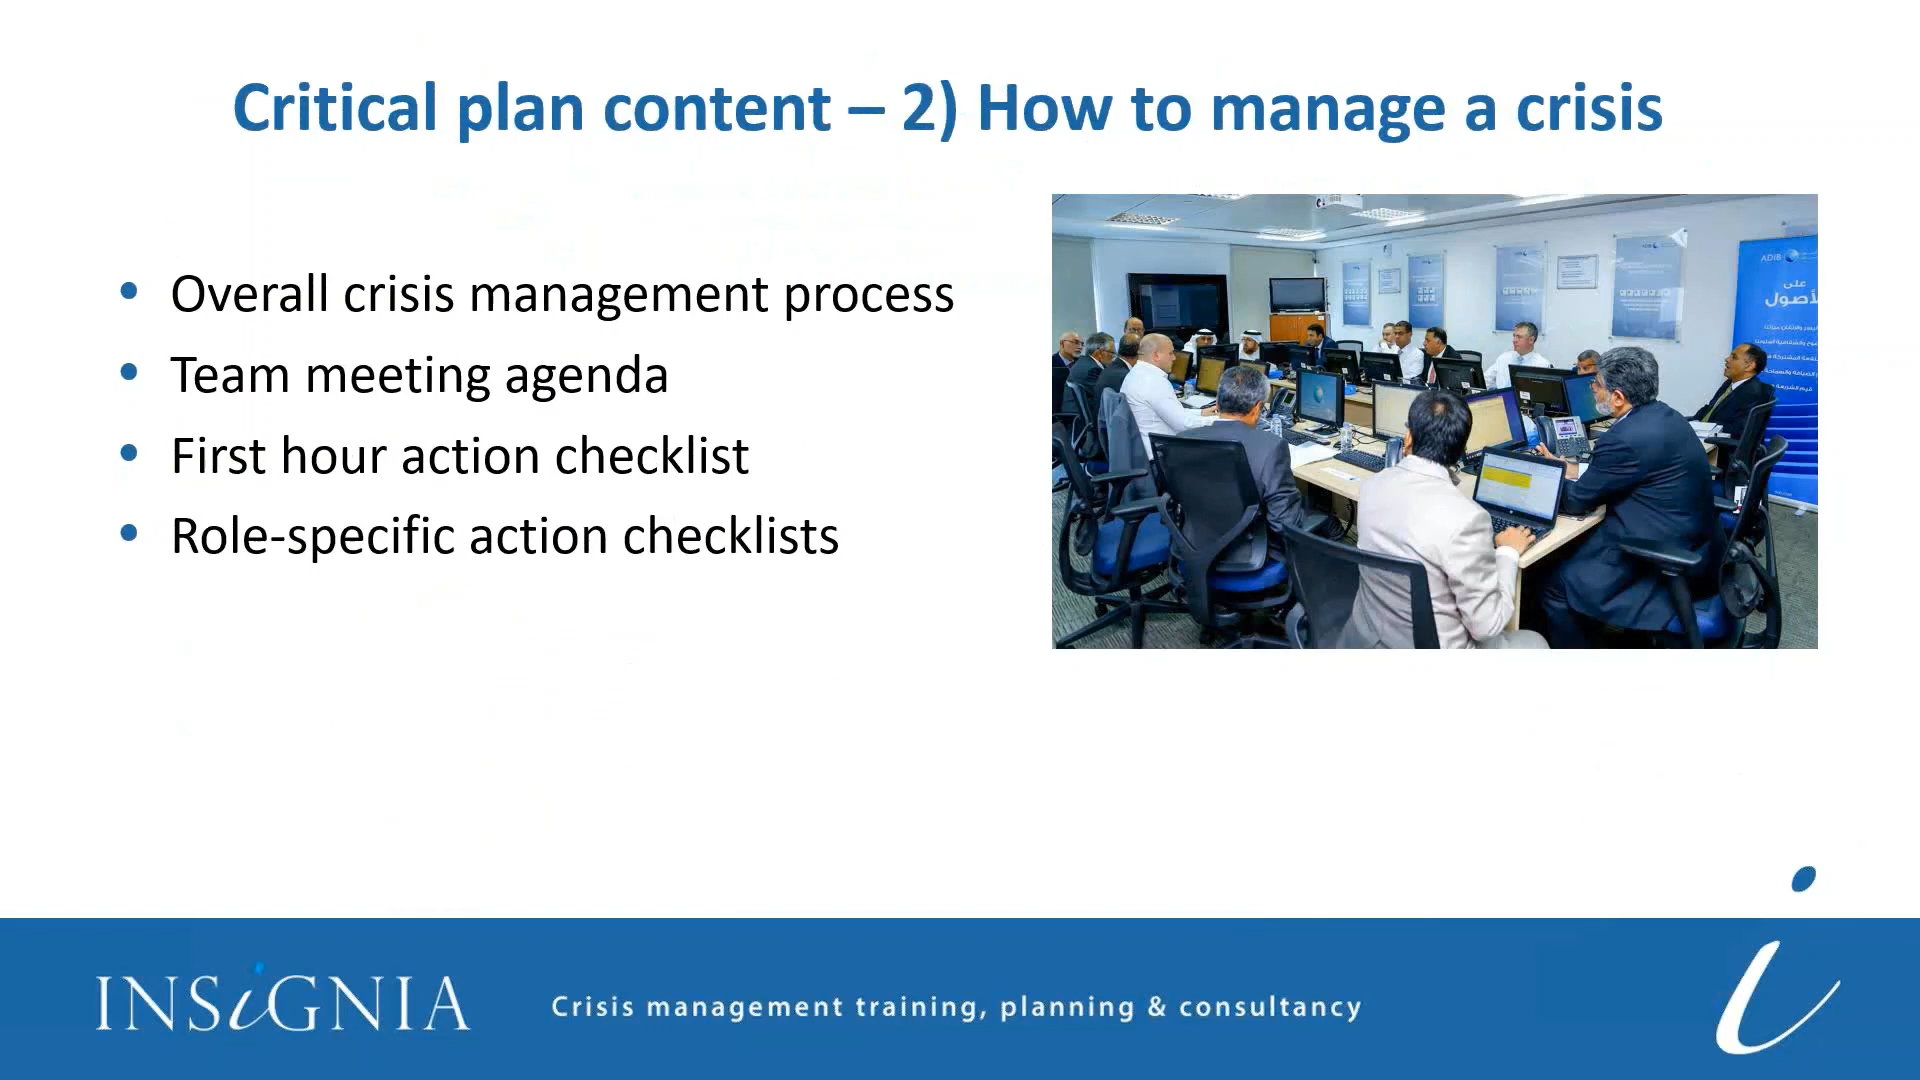 Critical plan content – 2) How to manage a crisis
• Overall crisis management process
• Team meeting agenda
• First hour action checklist
• Role-specific action checklists
ADIB
ADIB
على
INSiGNIA
Crisis management training, planning & consultancy
i